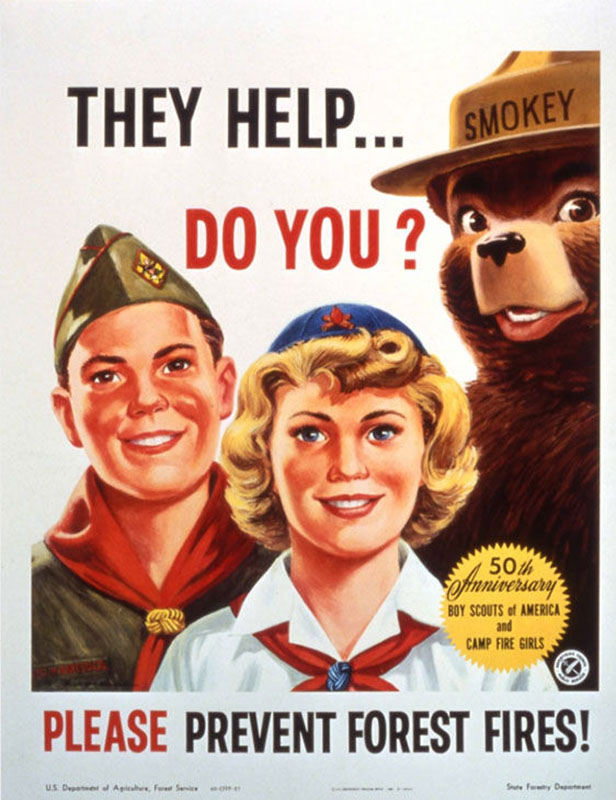 THEY HELP...
DO YOU?
SMOKEY
50th
Anniversary
BOY SCOUTS of AMERICA
and
CAMP FIRE GIRLS
PLEASE PREVENT FOREST FIRES!
U.S. Department of Agriculture, Forest Service
State Forestry Department